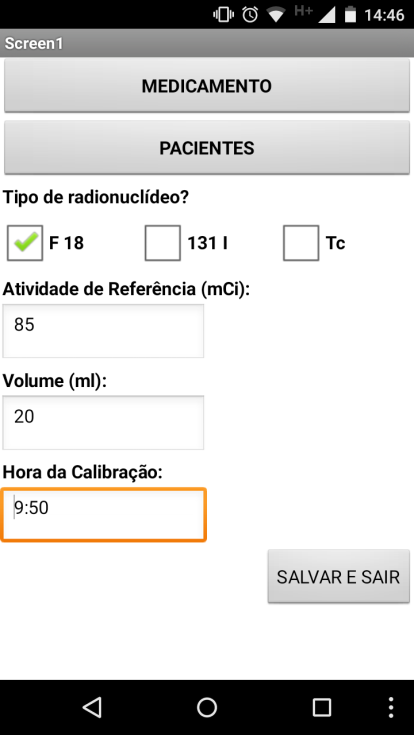 H+ 14:46
Screen1
MEDICAMENTO
PACIENTES
Tipo de radionuclídeo?
F 18 131 I Tc
Atividade de Referência (mCi):
85
Volume (ml):
20
Hora da Calibração:
9:50
SALVAR E SAIR